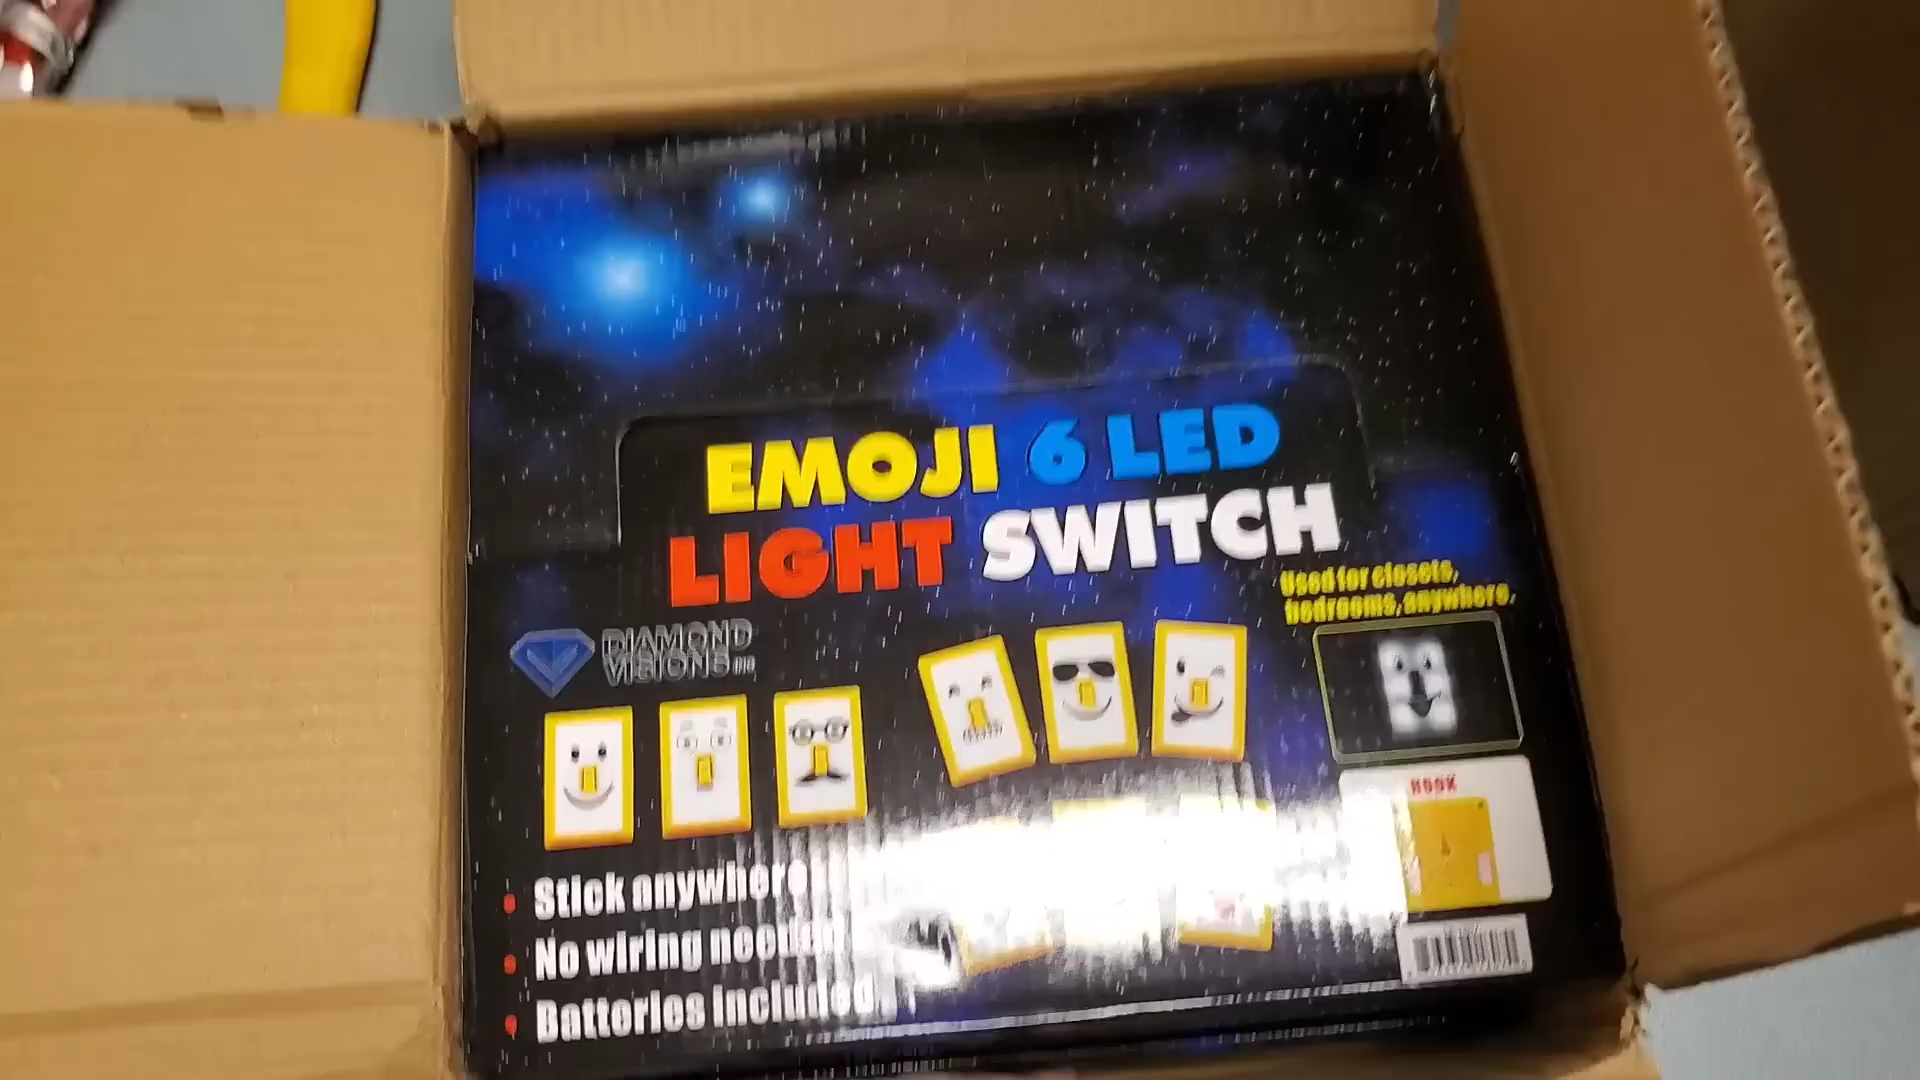 EMOJI 6 LED
LIGHT SWITCH
Used for closets,
bedrooms, anywhere.
DIAMOND
VISIONS
HOOK
Stick anywhere
No wiring needed
Batteries included